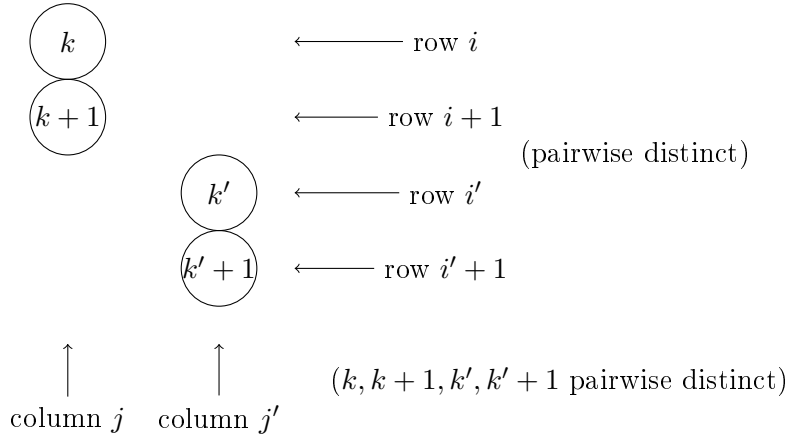 k row i
k + 1 row i + 1
(pairwise distinct)
k′ row i′
k′ + 1 row i′ + 1
(k, k + 1, k′, k′ + 1 pairwise distinct)
column j column j′